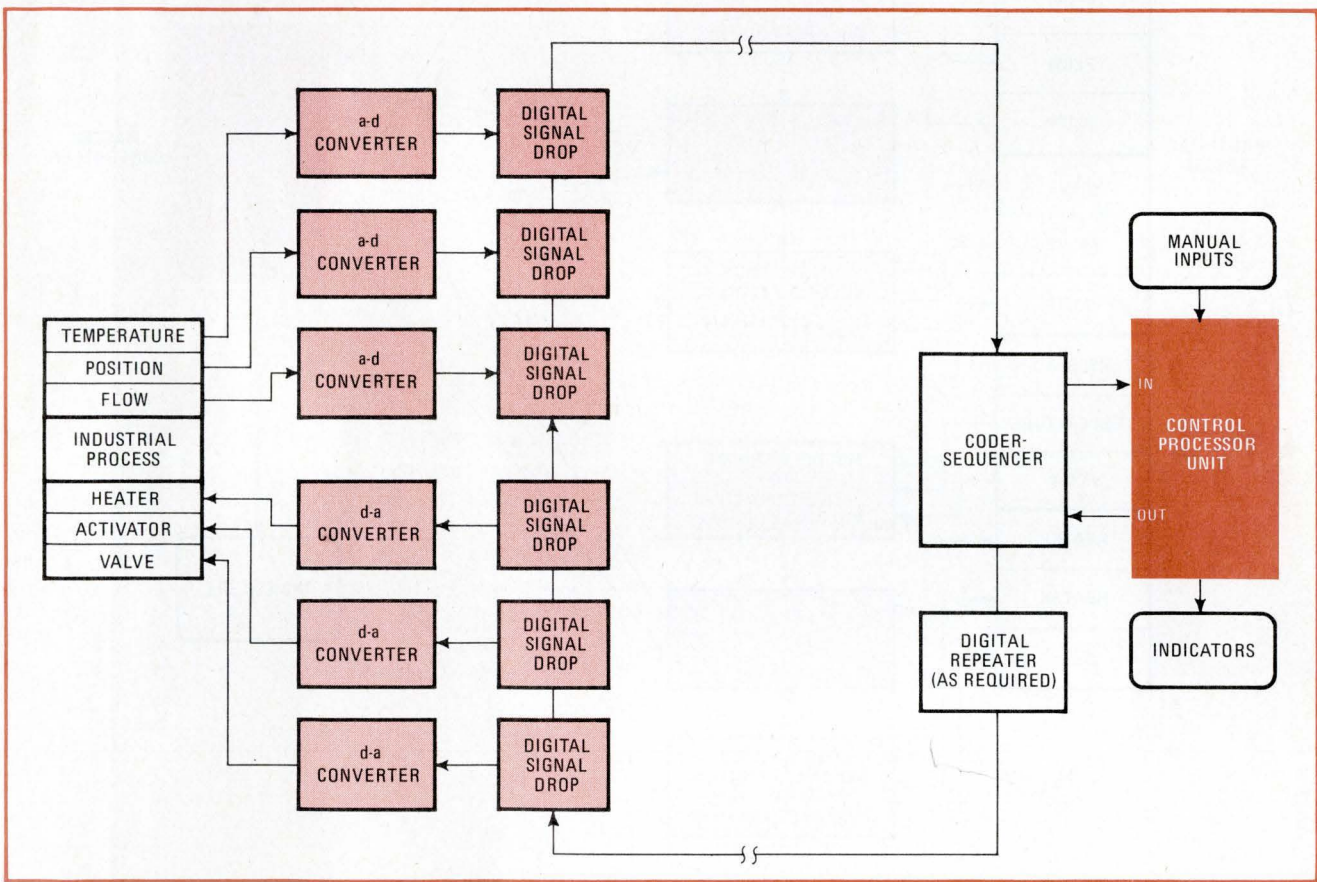 a-d
CONVERTER
DIGITAL
SIGNAL
DROP
a-d
CONVERTER
DIGITAL
SIGNAL
DROP
MANUAL
INPUTS
TEMPERATURE
POSITION
FLOW
INDUSTRIAL
PROCESS
HEATER
ACTIVATOR
VALVE
a-d
CONVERTER
DIGITAL
SIGNAL
DROP
CODER-
SEQUENCER
IN
CONTROL
PROCESSOR
UNIT
OUT
d-a
CONVERTER
DIGITAL
SIGNAL
DROP
d-a
CONVERTER
DIGITAL
SIGNAL
DROP
DIGITAL
REPEATER
(AS REQUIRED)
INDICATORS
d-a
CONVERTER
DIGITAL
SIGNAL
DROP